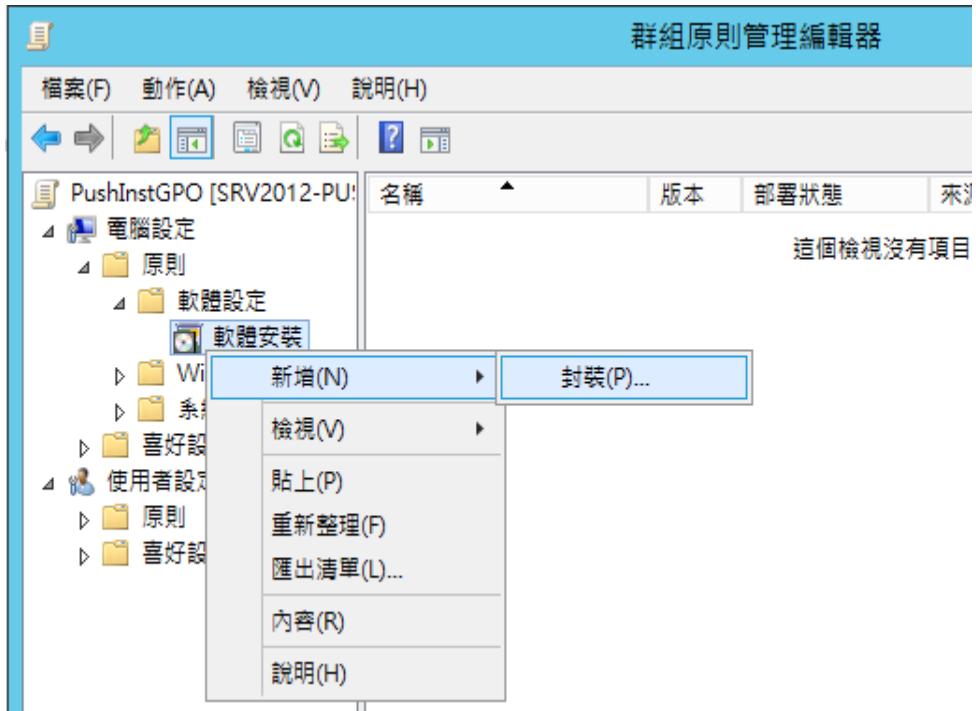 群組原則管理編輯器
檔案(F) 動作(A) 檢視(V) 說明(H)
PushInstGPO [SRV2012-PU
名稱 版本 部署狀態 來源
電腦設定
這個檢視沒有項目
原則
軟體設定
軟體安裝
Wi
新增(N)
封裝(P)...
檢視(V)
喜好設
使用者設定
貼上(P)
原則
重新整理(F)
喜好設
匯出清單(L)...
內容(R)
說明(H)